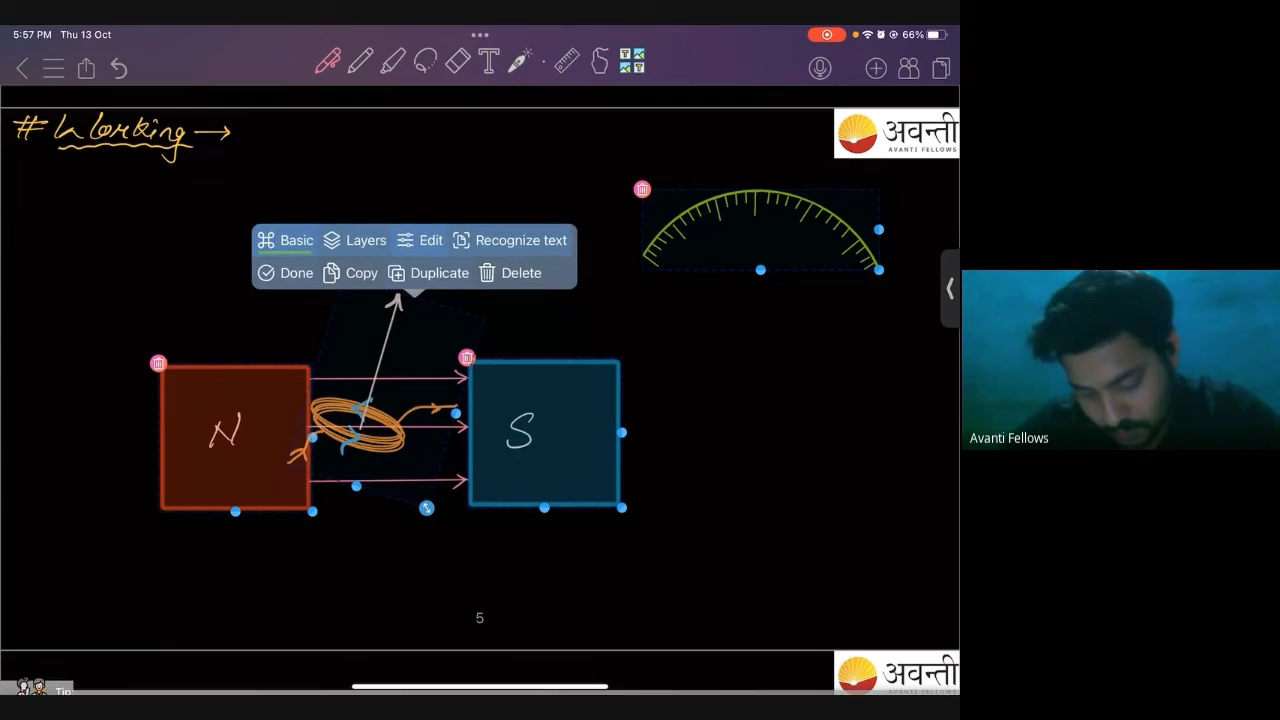 5:57 PM Thu 13 Oct
66%
# Working →
अवन्ती
AVANTI FELLOWS
Basic Layers Edit Recognize text
Done Copy Duplicate Delete
N
S
Avanti Fellows
5
अवन्ती
Tip: